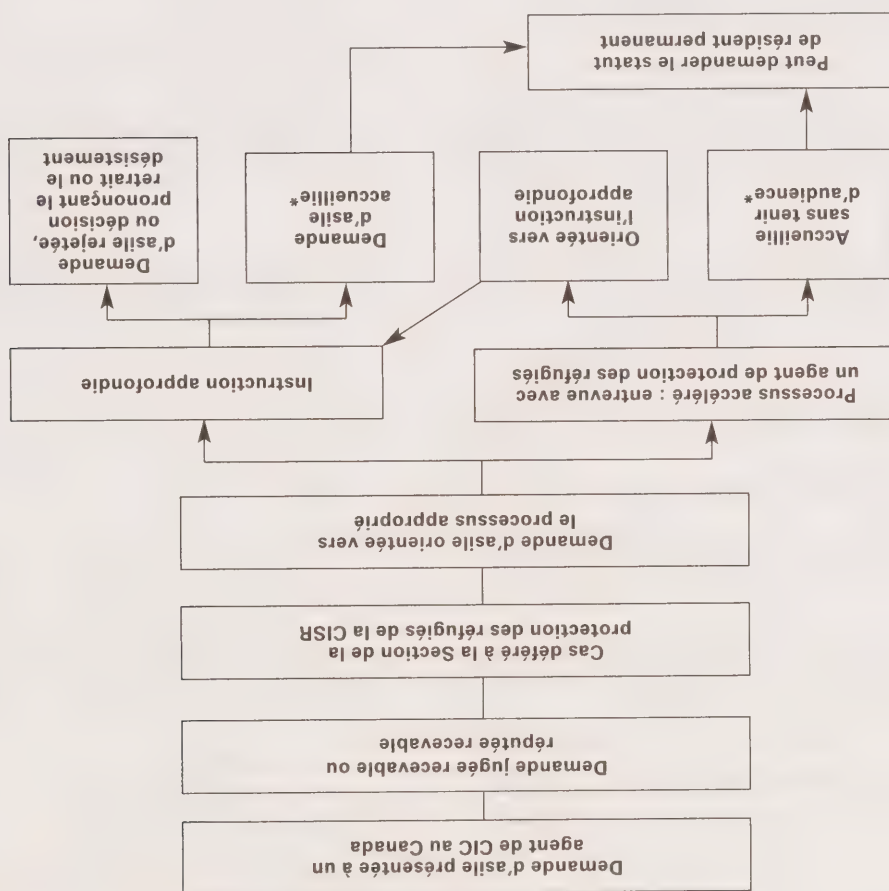 Demande d'asile présentée à un
agent de CIC au Canada
Demande jugée recevable ou
réputée recevable
Cas déféré à la Section de la
protection des réfugiés de la CISR
Demande d'asile orientée vers
le processus approprié
Processus accéléré : entrevue avec
un agent de protection des réfugiés
Instruction approfondie
Accueillie
sans tenir
d'audience*
Orientée vers
l'instruction
approfondie
Demande
d'asile
accueillie*
Demande
d'asile rejetée,
ou décision
prononçant le
retrait ou le
désistement
Peut demander le statut
de résident permanent